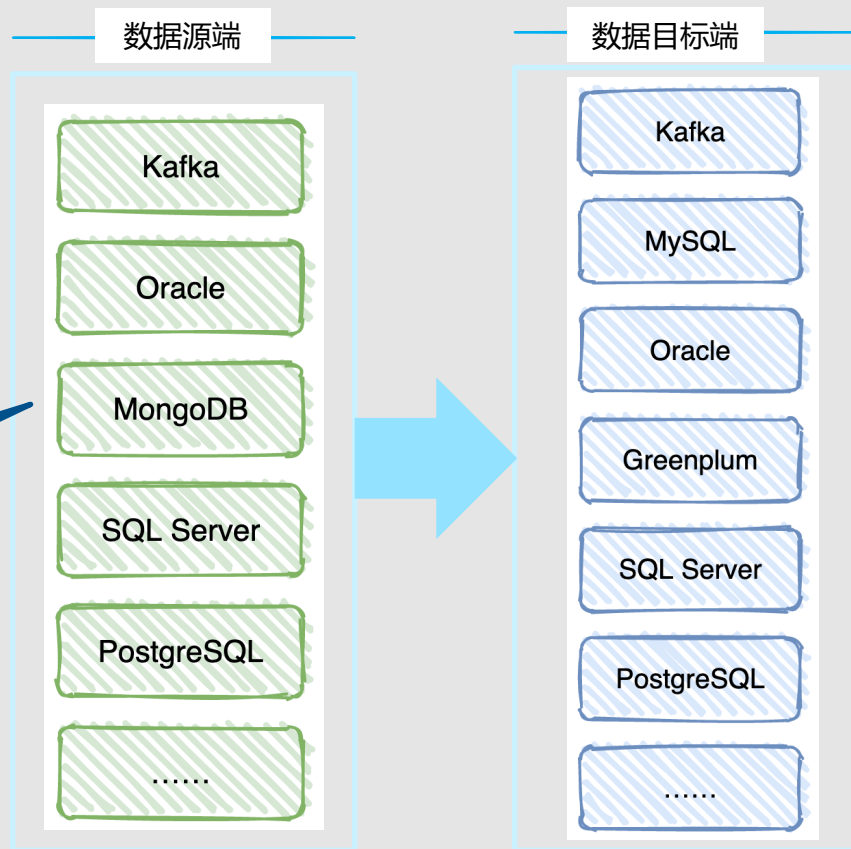 数据源端
Kafka
Oracle
MongoDB
SQL Server
PostgreSQL
......
数据目标端
Kafka
MySQL
Oracle
Greenplum
SQL Server
PostgreSQL
......